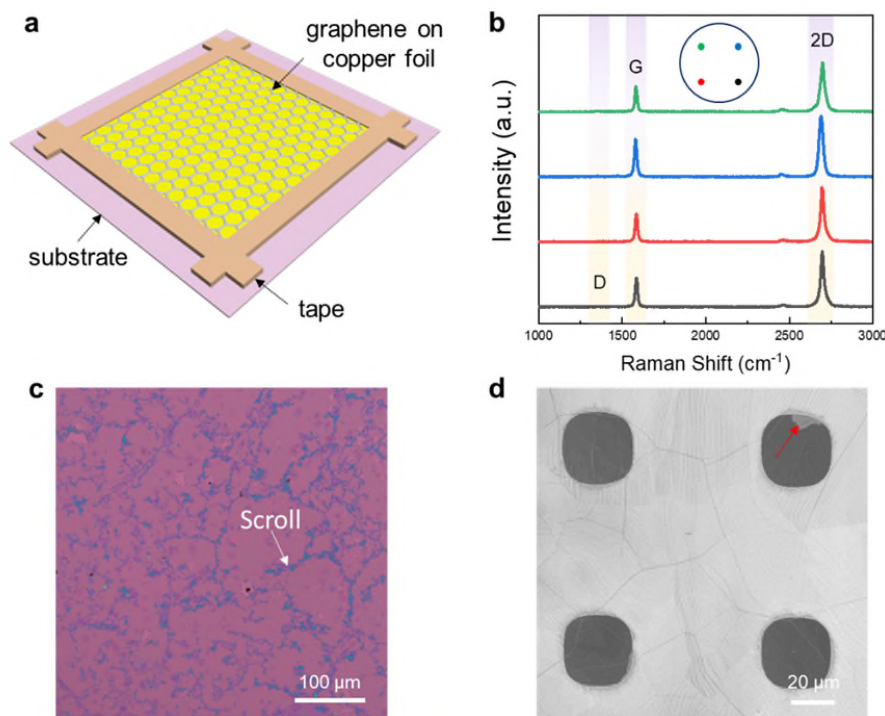 a
graphene on
copper foil
substrate
tape
b
Intensity (a.u.)
G
2D
D
1000
1500
2000
2500
3000
Raman Shift (cm⁻¹)
c
Scroll
100 µm
d
20 µm